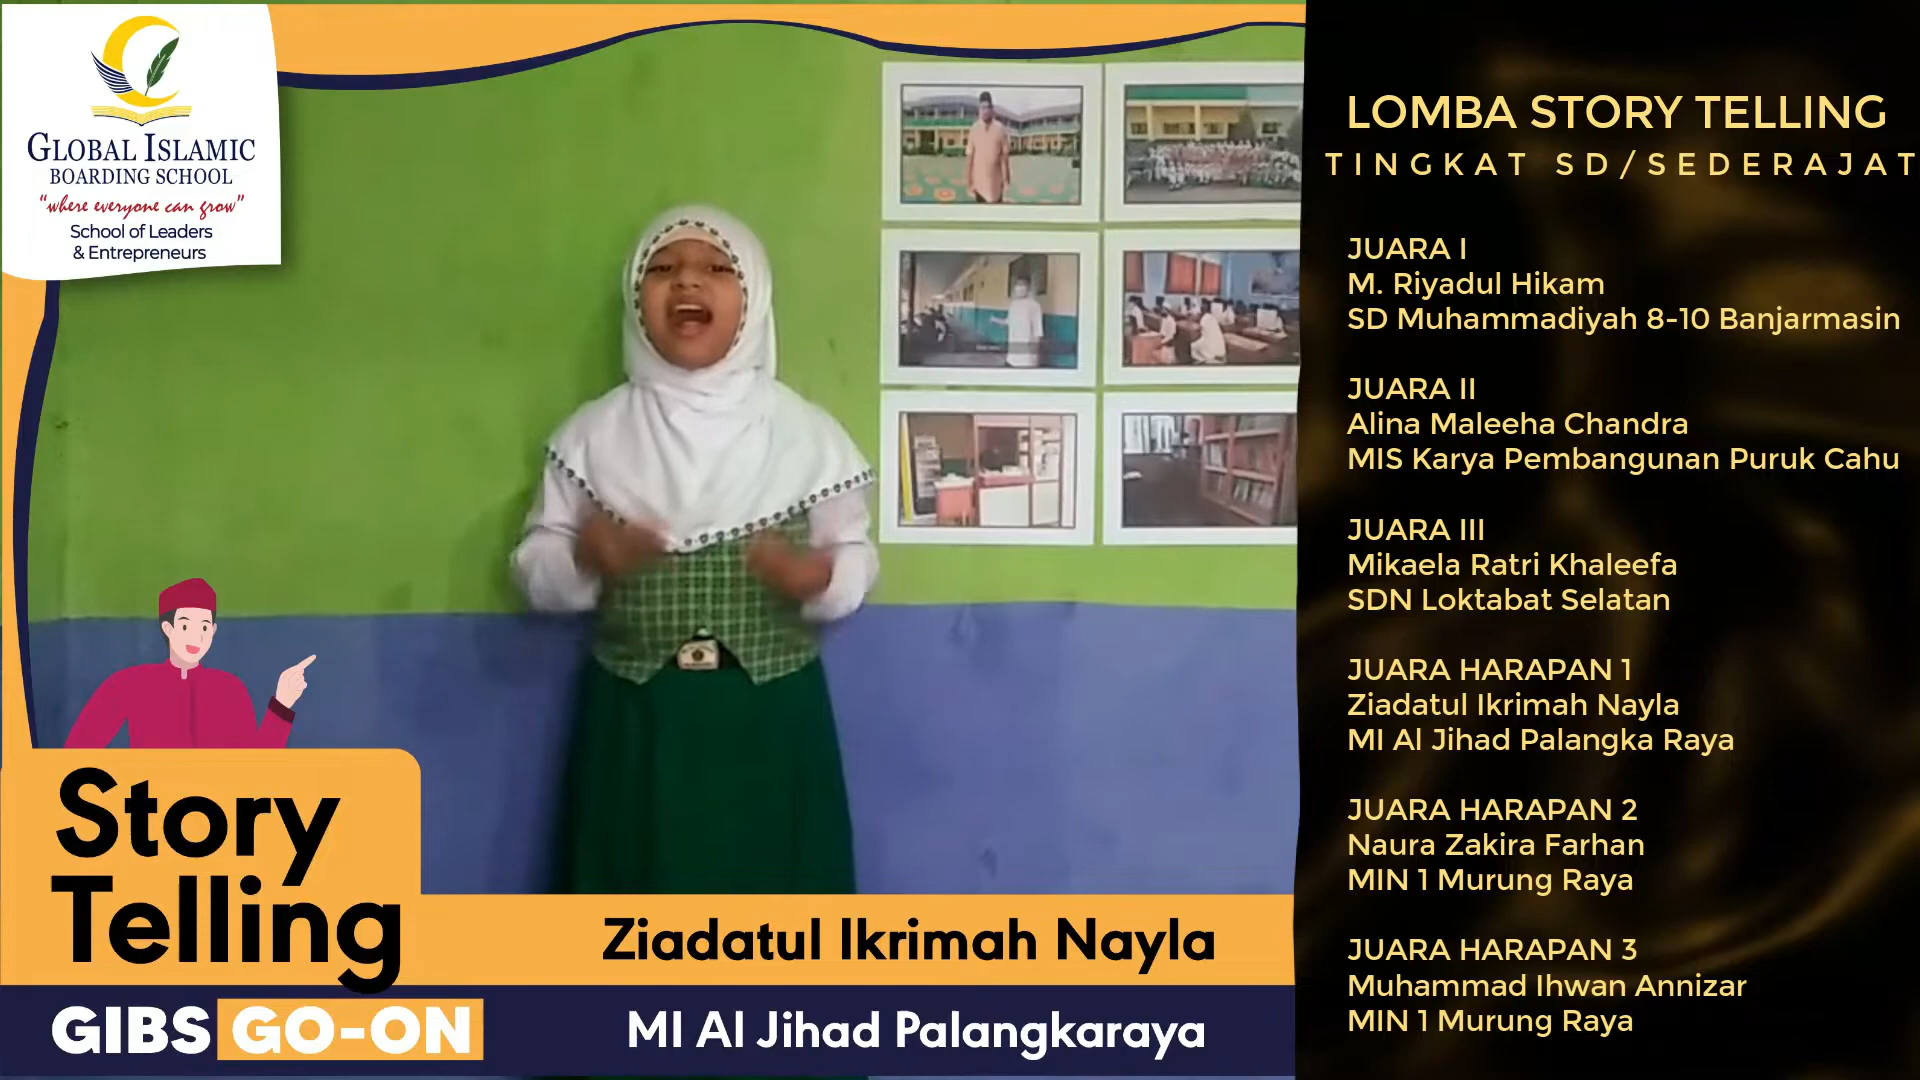 GLOBAL ISLAMIC
BOARDING SCHOOL
"where everyone can grow"
School of Leaders
& Entrepreneurs
Story
Telling
GIBS GO-ON
Ziadatul Ikrimah Nayla
MI Al Jihad Palangkaraya
LOMBA STORY TELLING
TINGKAT SD/SEDERAJAT
JUARA I
M. Riyadul Hikam
SD Muhammadiyah 8-10 Banjarmasin
JUARA II
Alina Maleeha Chandra
MIS Karya Pembangunan Puruk Cahu
JUARA III
Mikaela Ratri Khaleefa
SDN Loktabat Selatan
JUARA HARAPAN 1
Ziadatul Ikrimah Nayla
MI Al Jihad Palangka Raya
JUARA HARAPAN 2
Naura Zakira Farhan
MIN 1 Murung Raya
JUARA HARAPAN 3
Muhammad Ihwan Annizar
MIN 1 Murung Raya